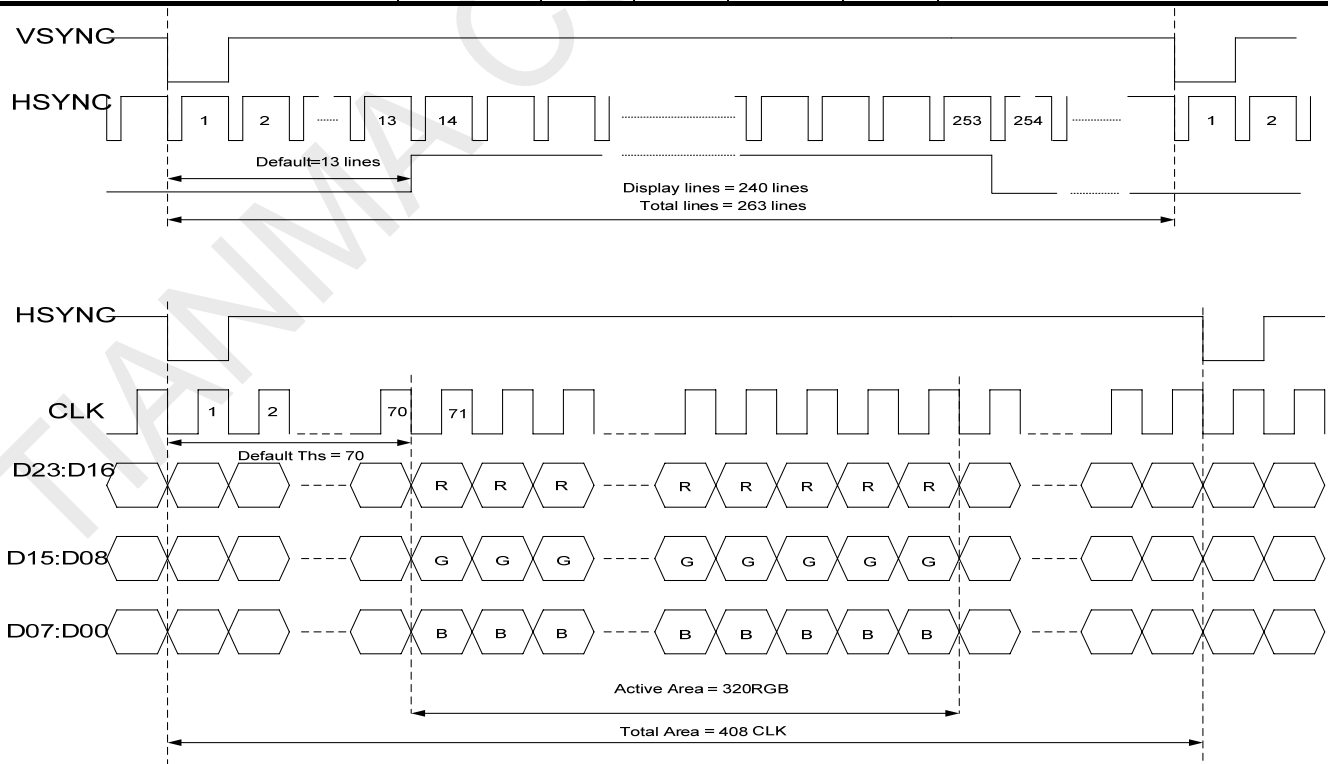 TIANMA C
VSYNC
HSYNC
1 2 ...... 13 14 253 254 1 2
Default=13 lines
Display lines = 240 lines
Total lines = 263 lines
HSYNC
CLK
1 2 70 71
Default Ths = 70
D23:D16
R R R R R R R R
D15:D08
G G G G G G G G
D07:D00
B B B B B B B B
Active Area = 320RGB
Total Area = 408 CLK